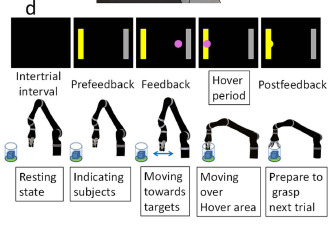 d
Intertrial interval
Prefeedback
Feedback
Hover period
Postfeedback
Resting state
Indicating subjects
Moving towards targets
Moving over Hover area
Prepare to grasp next trial